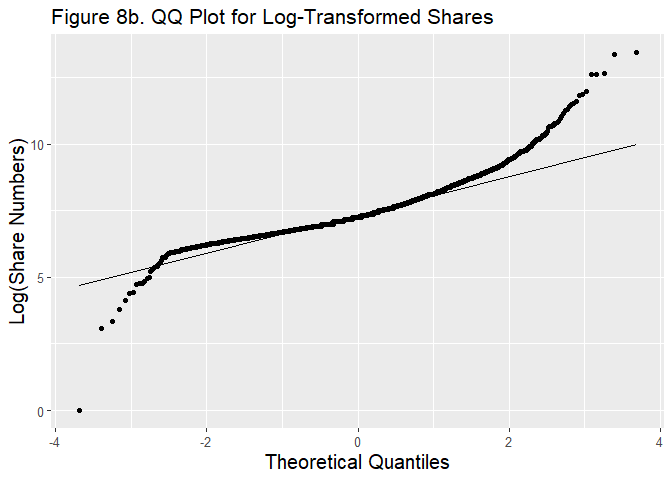 Figure 8b. QQ Plot for Log-Transformed Shares
Log(Share Numbers)
10
5
0
-4 -2 0 2 4
Theoretical Quantiles